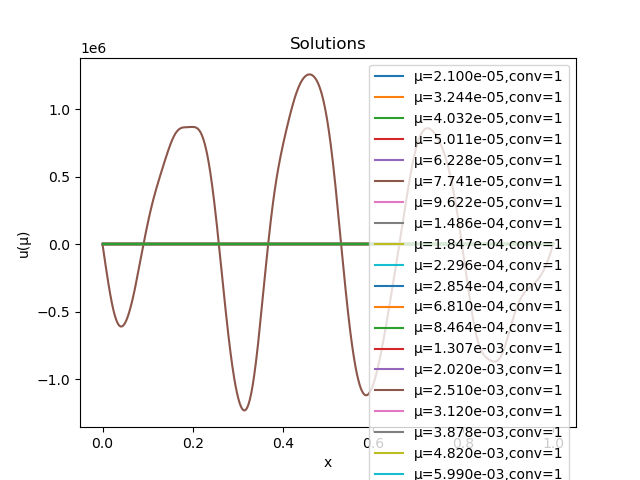 Solutions
1e6
1.0
0.5
0.0
−0.5
−1.0
u(μ)
0.0
0.2
0.4
0.6
0.8
1.0
x
μ=2.100e-05,conv=1
μ=3.244e-05,conv=1
μ=4.032e-05,conv=1
μ=5.011e-05,conv=1
μ=6.228e-05,conv=1
μ=7.741e-05,conv=1
μ=9.622e-05,conv=1
μ=1.486e-04,conv=1
μ=1.847e-04,conv=1
μ=2.296e-04,conv=1
μ=2.854e-04,conv=1
μ=6.810e-04,conv=1
μ=8.464e-04,conv=1
μ=1.307e-03,conv=1
μ=2.020e-03,conv=1
μ=2.510e-03,conv=1
μ=3.120e-03,conv=1
μ=3.878e-03,conv=1
μ=4.820e-03,conv=1
μ=5.990e-03,conv=1